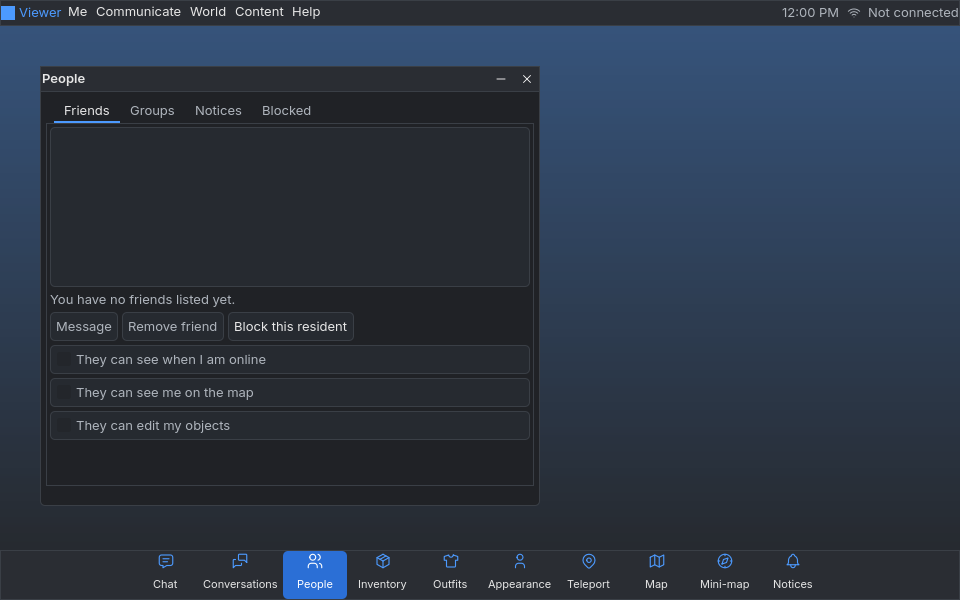 Viewer Me Communicate World Content Help 12:00 PM Not connected
People
Friends Groups Notices Blocked
You have no friends listed yet.
Message Remove friend Block this resident
They can see when I am online
They can see me on the map
They can edit my objects
Chat Conversations People Inventory Outfits Appearance Teleport Map Mini-map Notices